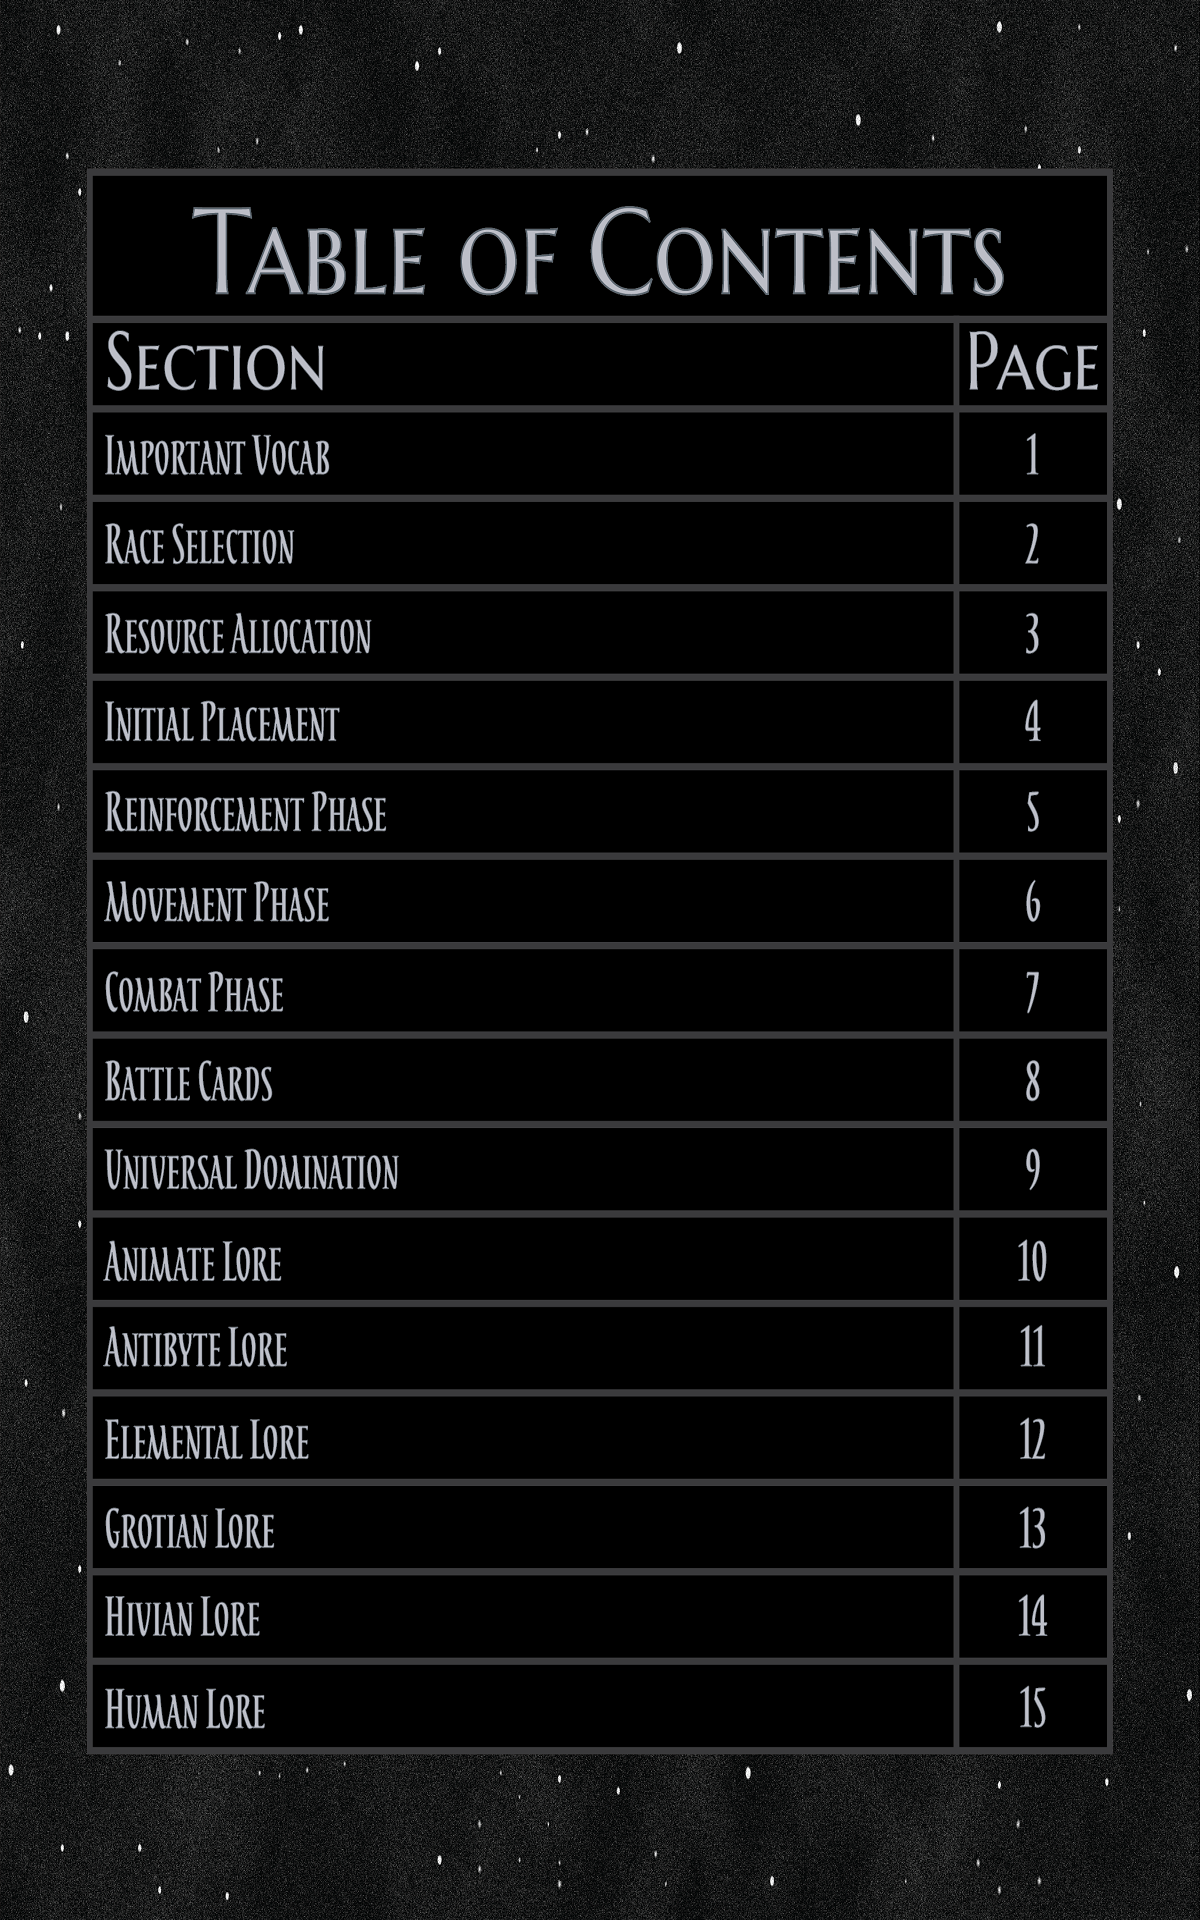 Table of Contents
Section Page
Important Vocab 1
Race Selection 2
Resource Allocation 3
Initial Placement 4
Reinforcement Phase 5
Movement Phase 6
Combat Phase 7
Battle Cards 8
Universal Domination 9
Animate Lore 10
Antibyte Lore 11
Elemental Lore 12
Grotian Lore 13
Hivian Lore 14
Human Lore 15